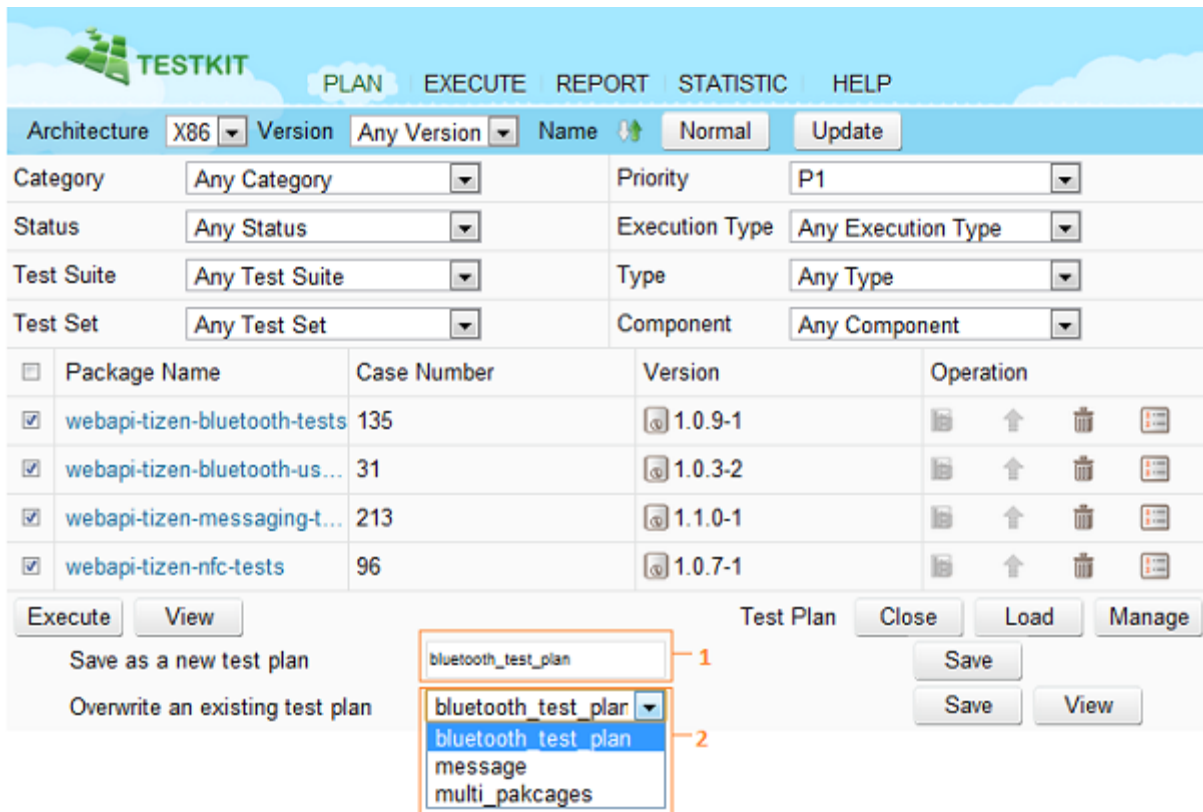 TESTKIT
PLAN EXECUTE REPORT STATISTIC HELP
Architecture X86 Version Any Version Name Normal Update
Category Any Category Priority P1
Status Any Status Execution Type Any Execution Type
Test Suite Any Test Suite Type Any Type
Test Set Any Test Set Component Any Component
Package Name Case Number Version Operation
webapi-tizen-bluetooth-tests 135 1.0.9-1
webapi-tizen-bluetooth-us... 31 1.0.3-2
webapi-tizen-messaging-t... 213 1.1.0-1
webapi-tizen-nfc-tests 96 1.0.7-1
Execute View Test Plan Close Load Manage
Save as a new test plan bluetooth_test_plan 1 Save
Overwrite an existing test plan bluetooth_test_plar Save View
bluetooth_test_plan 2
message
multi_pakcages